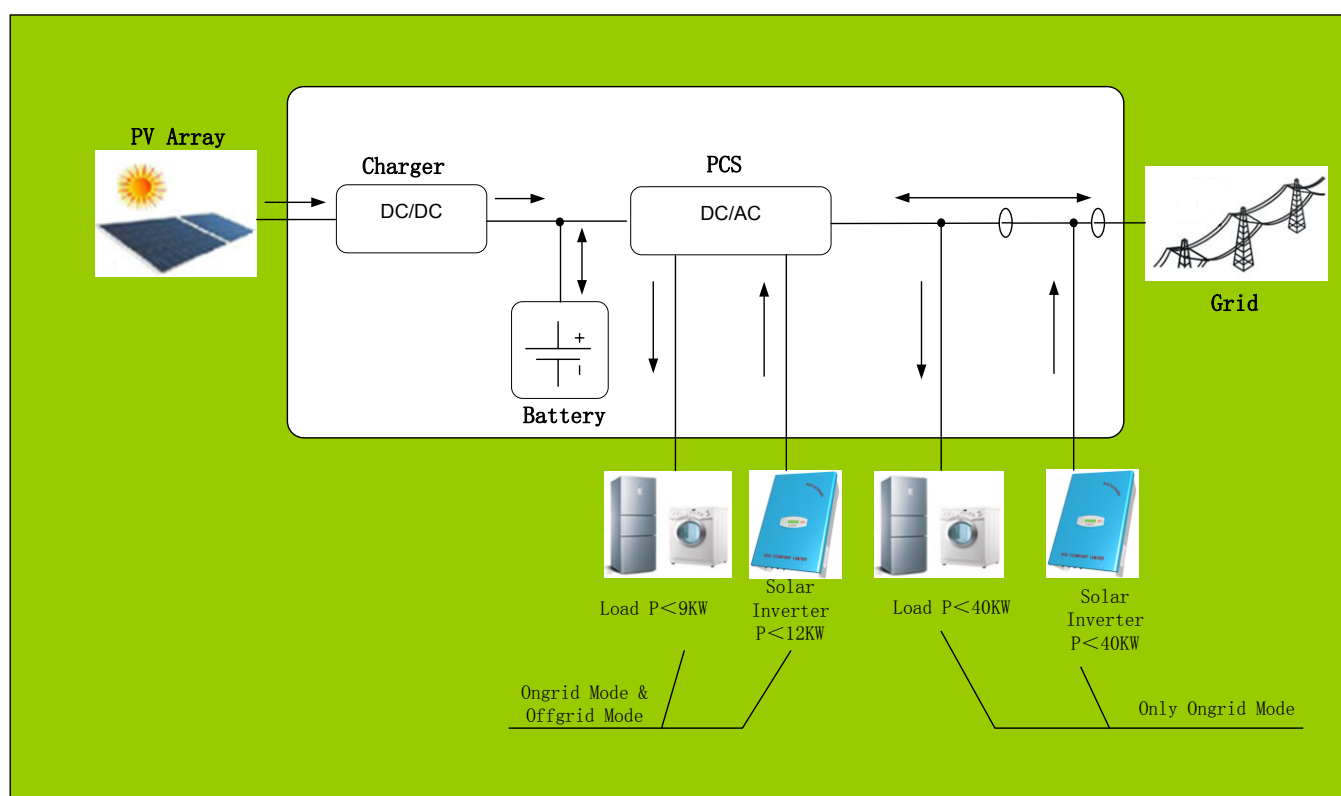 PV Array
Charger
PCS
DC/DC
DC/AC
+
-
Battery
Grid
Load P<9KW
Solar
Inverter
P<12KW
Load P<40KW
Solar
Inverter
P<40KW
Ongrid Mode &
Offgrid Mode
Only Ongrid Mode